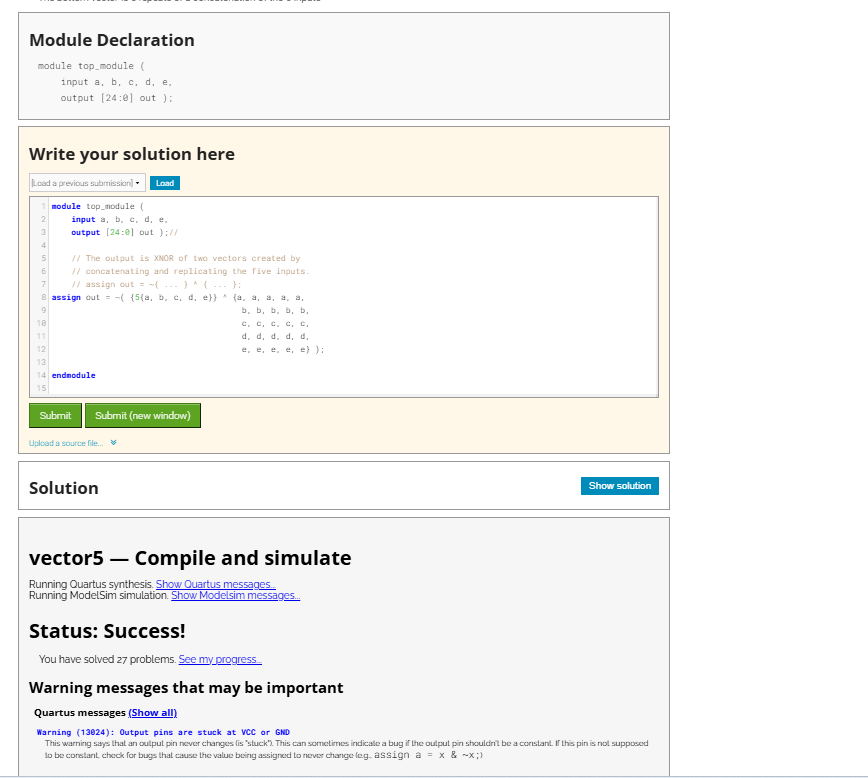 Module Declaration
module top_module (
input a, b, c, d, e,
output [24:0] out );
Write your solution here
[Load a previous submission]
Load
1 module top_module (
2 input a, b, c, d, e,
3 output [24:0] out );//
4
5 // The output is XNOR of two vectors created by
6 // concatenating and replicating the five inputs.
7 // assign out = ~{ ... } ^ { ... };
8 assign out = ~( {5{a, b, c, d, e}} ^ {a, a, a, a, a,
9 b, b, b, b, b,
10 c, c, c, c, c,
11 d, d, d, d, d,
12 e, e, e, e, e} );
13
14 endmodule
15
Submit
Submit (new window)
Upload a source file...
Solution
Show solution
vector5 — Compile and simulate
Running Quartus synthesis. Show Quartus messages...
Running ModelSim simulation. Show Modelsim messages...
Status: Success!
You have solved 27 problems. See my progress...
Warning messages that may be important
Quartus messages (Show all)
Warning (13024): Output pins are stuck at VCC or GND
This warning says that an output pin never changes (is "stuck"). This can sometimes indicate a bug if the output pin shouldn't be a constant. If this pin is not supposed
to be constant, check for bugs that cause the value being assigned to never change (e.g., assign a = x & ~x;)